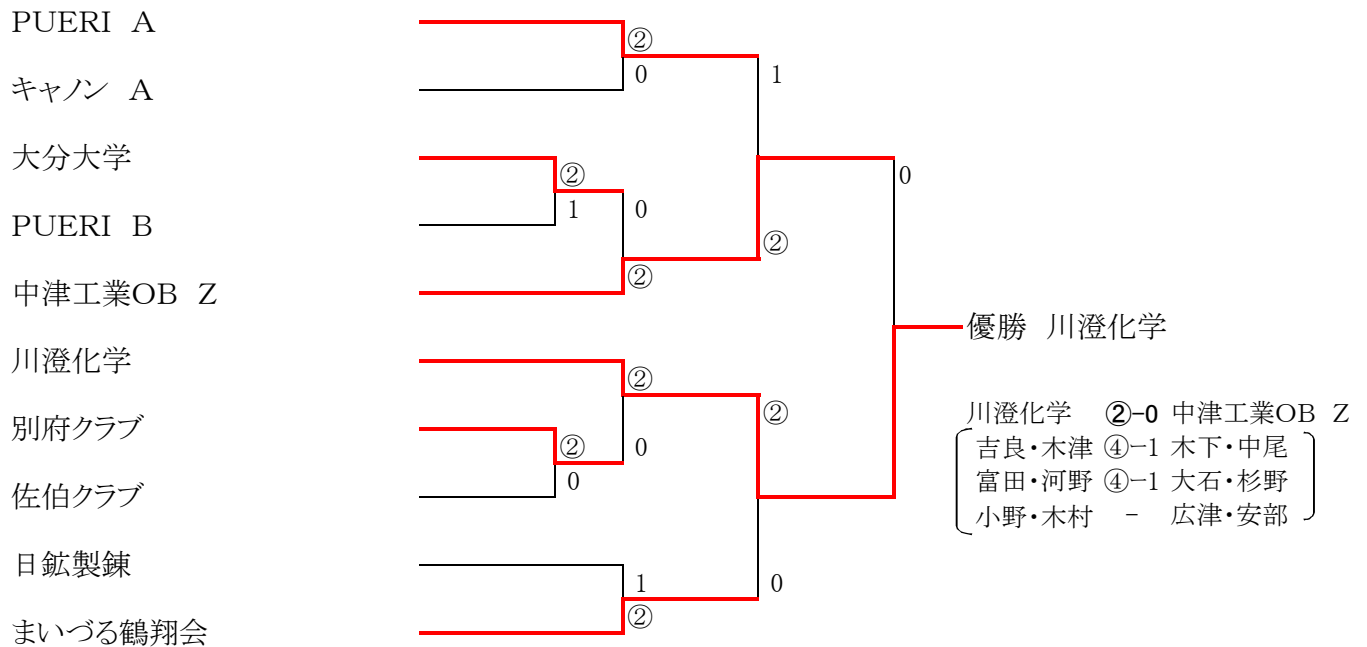 PUERI A
②
0
1
キャノン A
大分大学
②
1
0
0
PUERI B
②
中津工業OB Z
②
優勝 川澄化学
川澄化学
②
②
別府クラブ
②
0
0
佐伯クラブ
川澄化学 ②-0 中津工業OB Z
吉良・木津 ④-1 木下・中尾
富田・河野 ④-1 大石・杉野
小野・木村 - 広津・安部
日鉱製錬
1
0
まいづる鶴翔会
②